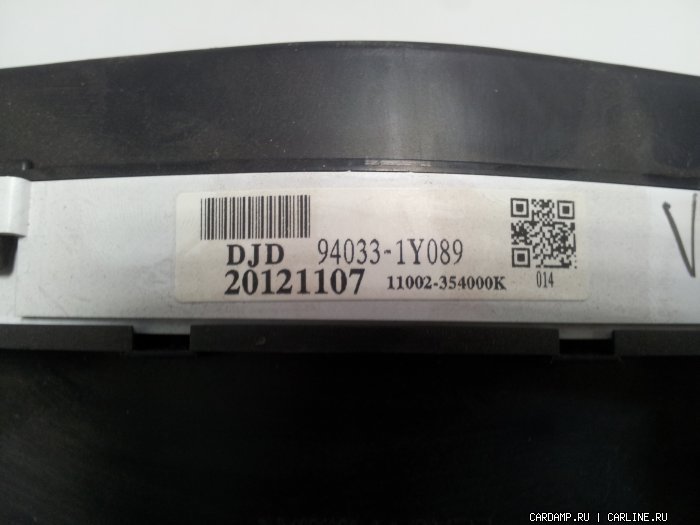 DJD 94033-1Y089
20121107 11002-354000K
014
V
CARDAMP.RU | CARLINE.RU